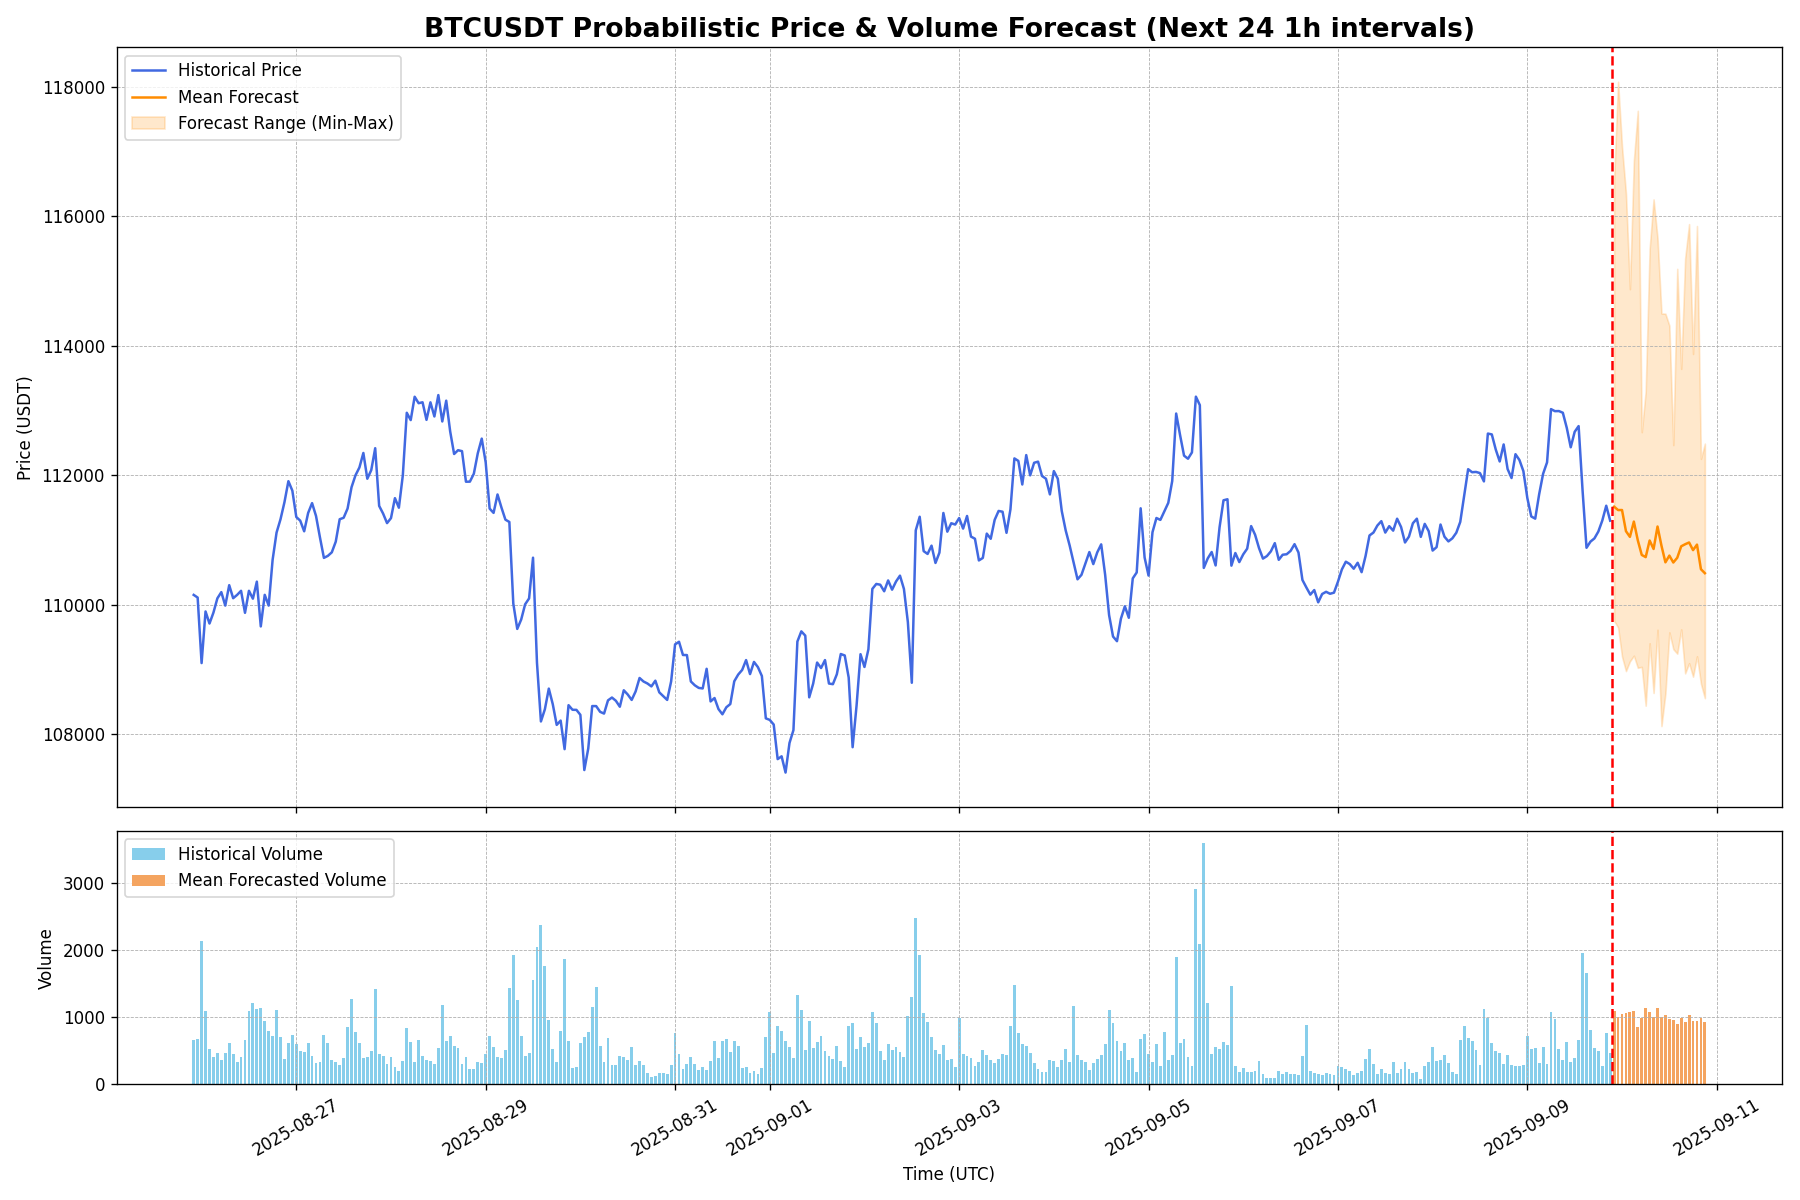 BTCUSDT Probabilistic Price & Volume Forecast (Next 24 1h intervals)
Historical Price
Mean Forecast
Forecast Range (Min-Max)
118000
116000
114000
112000
110000
108000
Price (USDT)
Historical Volume
Mean Forecasted Volume
3000
2000
1000
0
Volume
2025-08-27
2025-08-29
2025-08-31
2025-09-01
2025-09-03
2025-09-05
2025-09-07
2025-09-09
2025-09-11
Time (UTC)